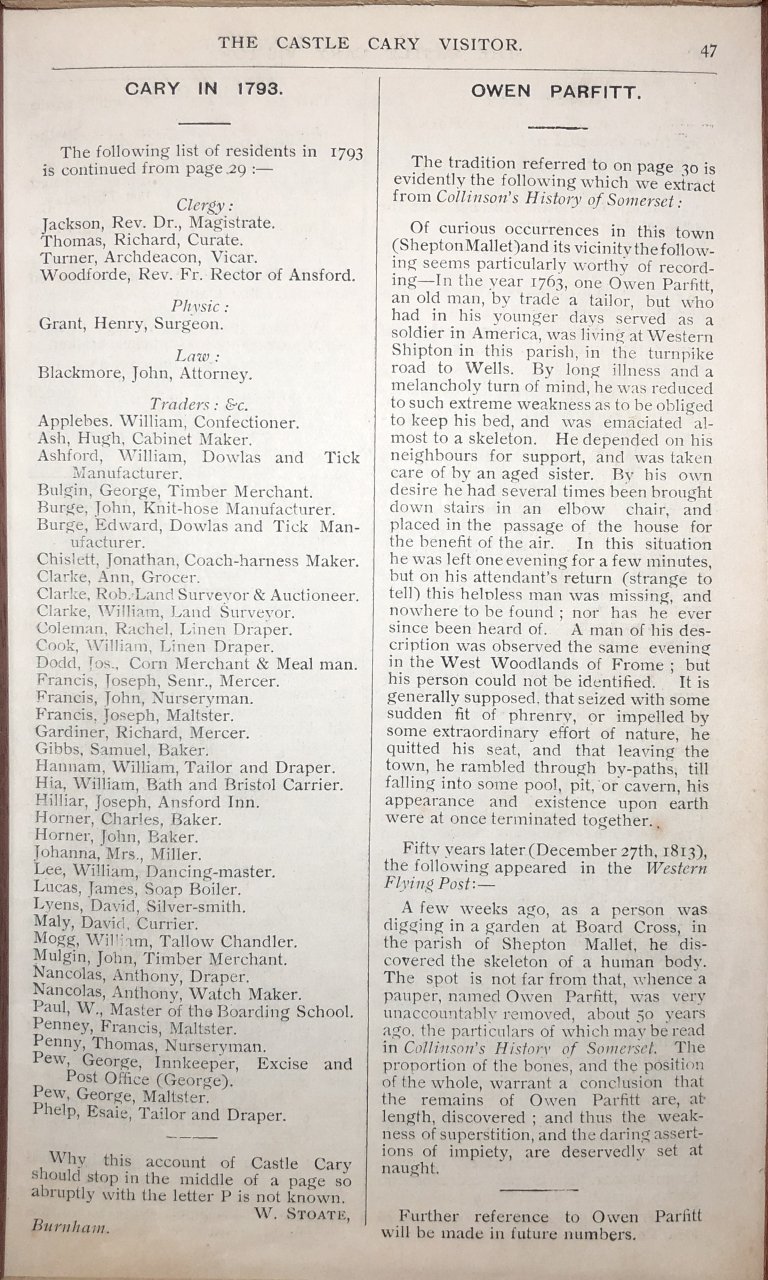 THE CASTLE CARY VISITOR.
47
CARY IN 1793.
The following list of residents in 1793
is continued from page 29 :—
Clergy :
Jackson, Rev. Dr., Magistrate.
Thomas, Richard, Curate.
Turner, Archdeacon, Vicar.
Woodforde, Rev. Fr. Rector of Ansford.
Physic :
Grant, Henry, Surgeon.
Law :
Blackmore, John, Attorney.
Traders : &c.
Applebes. William, Confectioner.
Ash, Hugh, Cabinet Maker.
Ashford, William, Dowlas and Tick
Manufacturer.
Bulgin, George, Timber Merchant.
Burge, John, Knit-hose Manufacturer.
Burge, Edward, Dowlas and Tick Man-
ufacturer.
Chislett, Jonathan, Coach-harness Maker.
Clarke, Ann, Grocer.
Clarke, Rob. Land Surveyor & Auctioneer.
Clarke, William, Land Surveyor.
Coleman, Rachel, Linen Draper.
Cook, William, Linen Draper.
Dodd, Jos., Corn Merchant & Meal man.
Francis, Joseph, Senr., Mercer.
Francis, John, Nurseryman.
Francis, Joseph, Maltster.
Gardiner, Richard, Mercer.
Gibbs, Samuel, Baker.
Hannam, William, Tailor and Draper.
Hia, William, Bath and Bristol Carrier.
Hilliar, Joseph, Ansford Inn.
Horner, Charles, Baker.
Horner, John, Baker.
Johanna, Mrs., Miller.
Lee, William, Dancing-master.
Lucas, James, Soap Boiler.
Lyens, David, Silver-smith.
Maly, David, Currier.
Mogg, William, Tallow Chandler.
Mulgin, John, Timber Merchant.
Nancolas, Anthony, Draper.
Nancolas, Anthony, Watch Maker.
Paul, W., Master of the Boarding School.
Penney, Francis, Maltster.
Penny, Thomas, Nurseryman.
Pew, George, Innkeeper, Excise and
Post Office (George).
Pew, George, Maltster.
Phelp, Esaie, Tailor and Draper.
Why this account of Castle Cary
should stop in the middle of a page so
abruptly with the letter P is not known.
W. STOATE,
Burnham.
OWEN PARFITT.
The tradition referred to on page 30 is
evidently the following which we extract
from Collinson's History of Somerset :
Of curious occurrences in this town
(Shepton Mallet) and its vicinity the follow-
ing seems particularly worthy of record-
ing—In the year 1763, one Owen Parfitt,
an old man, by trade a tailor, but who
had in his younger days served as a
soldier in America, was living at Western
Shipton in this parish, in the turnpike
road to Wells. By long illness and a
melancholy turn of mind, he was reduced
to such extreme weakness as to be obliged
to keep his bed, and was emaciated al-
most to a skeleton. He depended on his
neighbours for support, and was taken
care of by an aged sister. By his own
desire he had several times been brought
down stairs in an elbow chair, and
placed in the passage of the house for
the benefit of the air. In this situation
he was left one evening for a few minutes,
but on his attendant's return (strange to
tell) this helpless man was missing, and
nowhere to be found ; nor has he ever
since been heard of. A man of his des-
cription was observed the same evening
in the West Woodlands of Frome ; but
his person could not be identified. It is
generally supposed, that seized with some
sudden fit of phrenry, or impelled by
some extraordinary effort of nature, he
quitted his seat, and that leaving the
town, he rambled through by-paths, till
falling into some pool, pit, or cavern, his
appearance and existence upon earth
were at once terminated together.
Fifty years later (December 27th, 1813),
the following appeared in the Western
Flying Post:—
A few weeks ago, as a person was
digging in a garden at Board Cross, in
the parish of Shepton Mallet, he dis-
covered the skeleton of a human body.
The spot is not far from that, whence a
pauper, named Owen Parfitt, was very
unaccountably removed, about 50 years
ago, the particulars of which may be read
in Collinson's History of Somerset. The
proportion of the bones, and the position
of the whole, warrant a conclusion that
the remains of Owen Parfitt are, at
length, discovered ; and thus the weak-
ness of superstition, and the daring assert-
ions of impiety, are deservedly set at
naught.
Further reference to Owen Parfitt
will be made in future numbers.